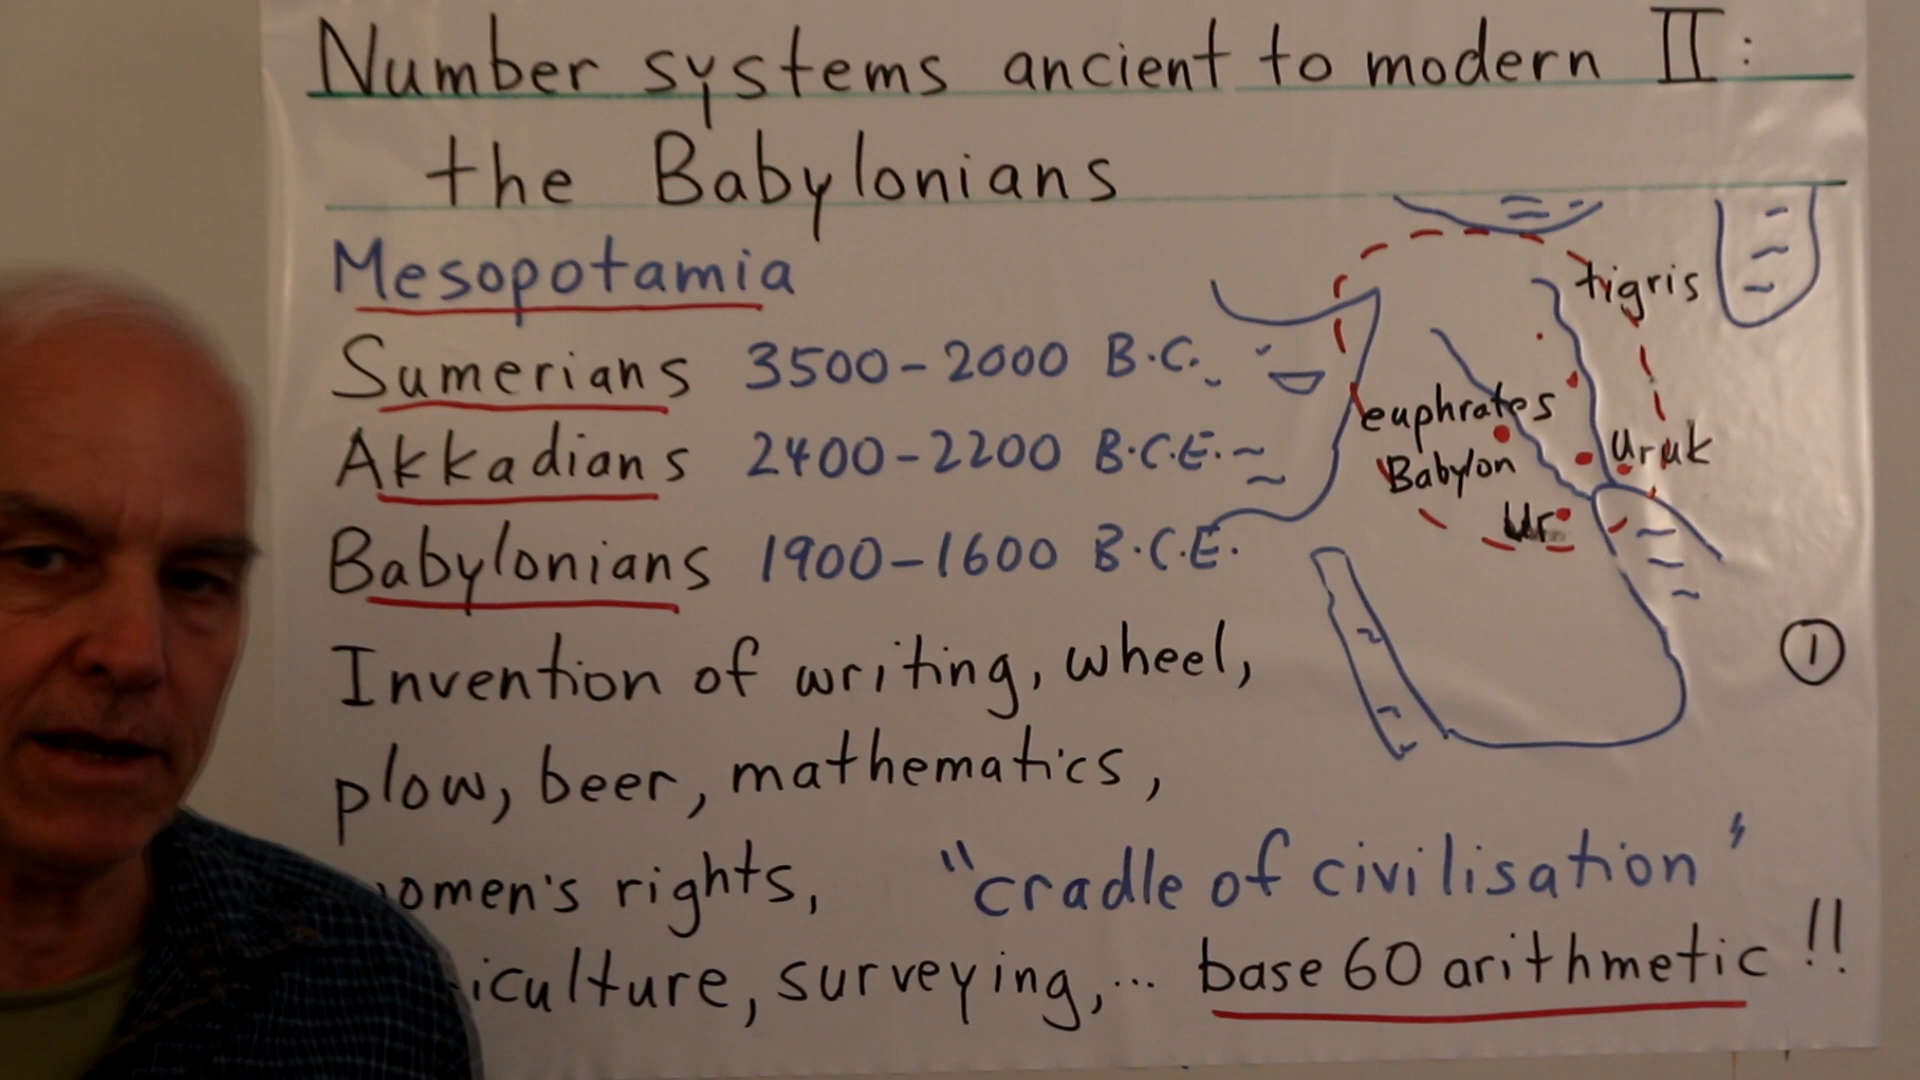 Number systems ancient to modern II:
the Babylonians
Mesopotamia
Sumerians 3500-2000 B.C.
Akkadians 2400-2200 B.C.E.
Babylonians 1900-1600 B.C.E.
Invention of writing, wheel,
plow, beer, mathematics,
omen's rights, "cradle of civilisation"
iculture, surveying, ... base 60 arithmetic !!
tigris
euphrates
Uruk
Babylon
Ur
1